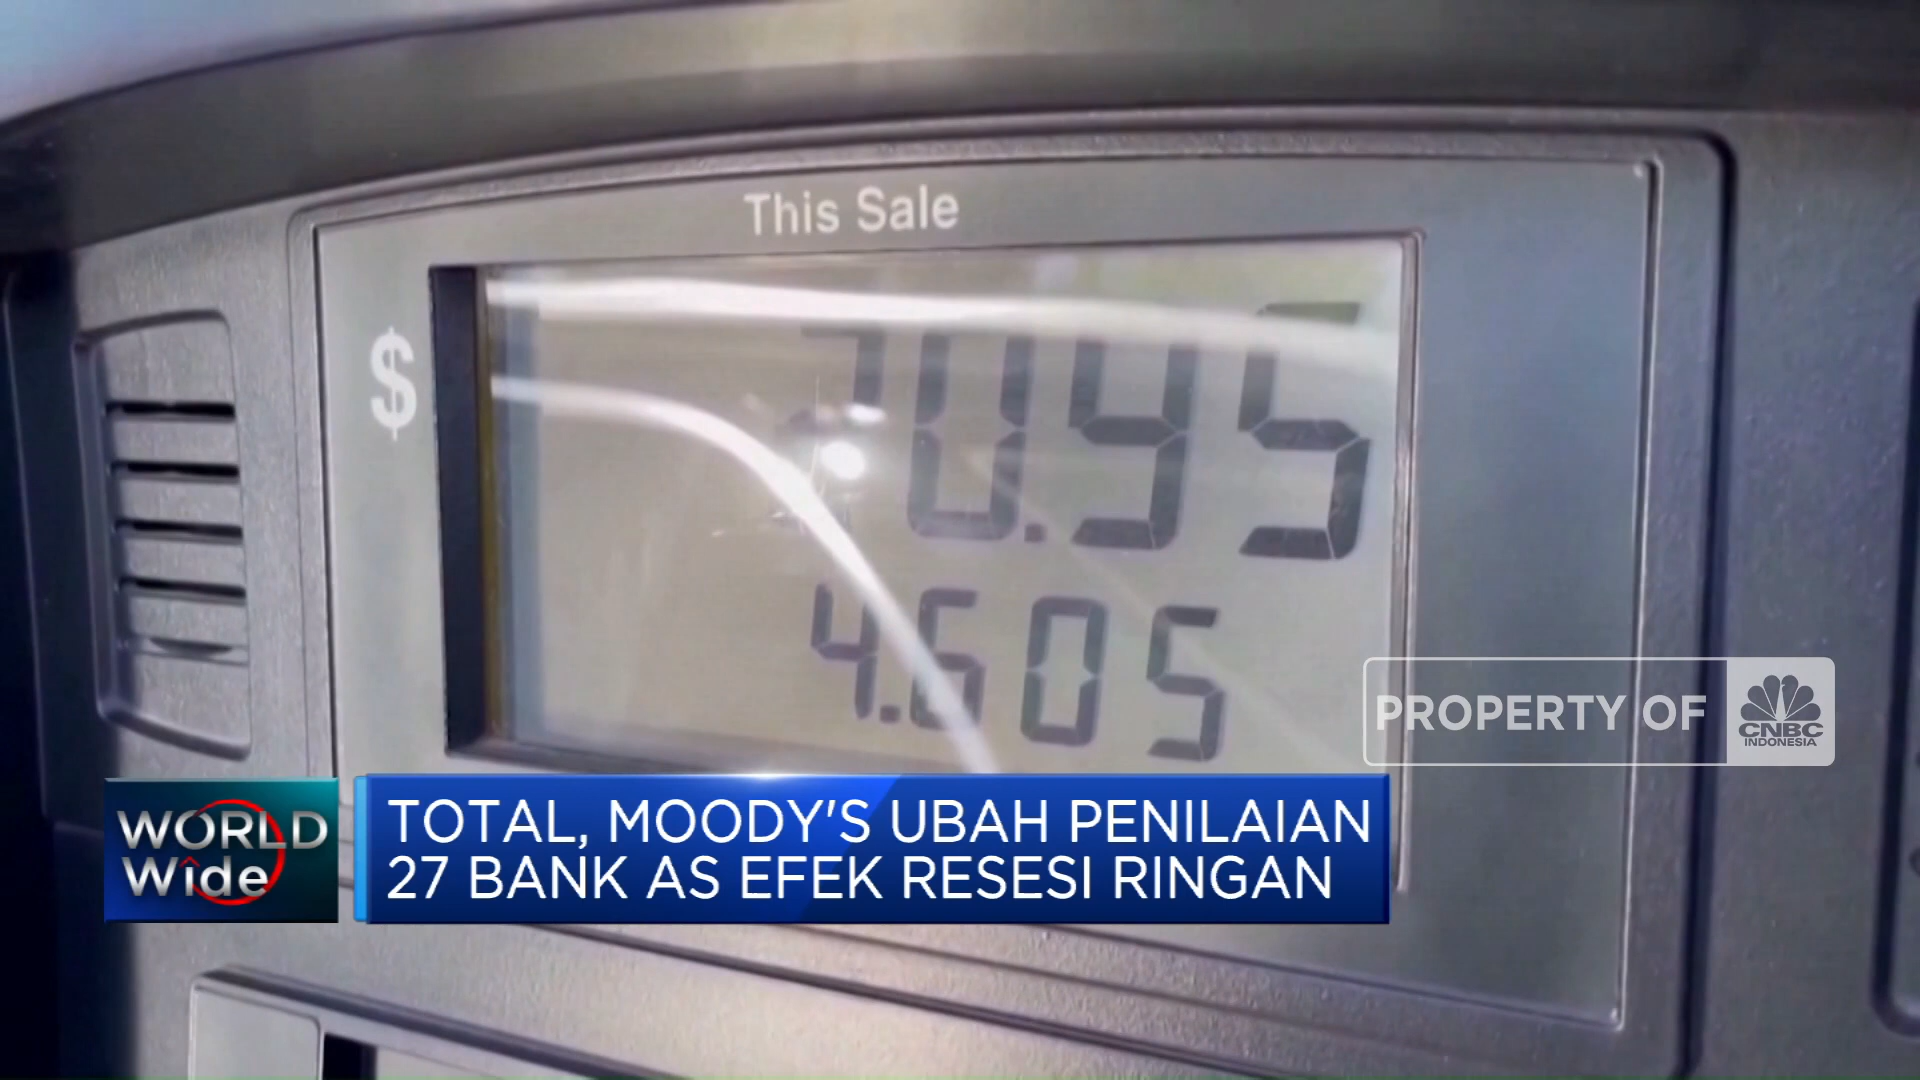 This Sale
$
4.605
PROPERTY OF
CNBC
INDONESIA
WORLD
Wide
TOTAL, MOODY'S UBAH PENILAIAN
27 BANK AS EFEK RESESI RINGAN